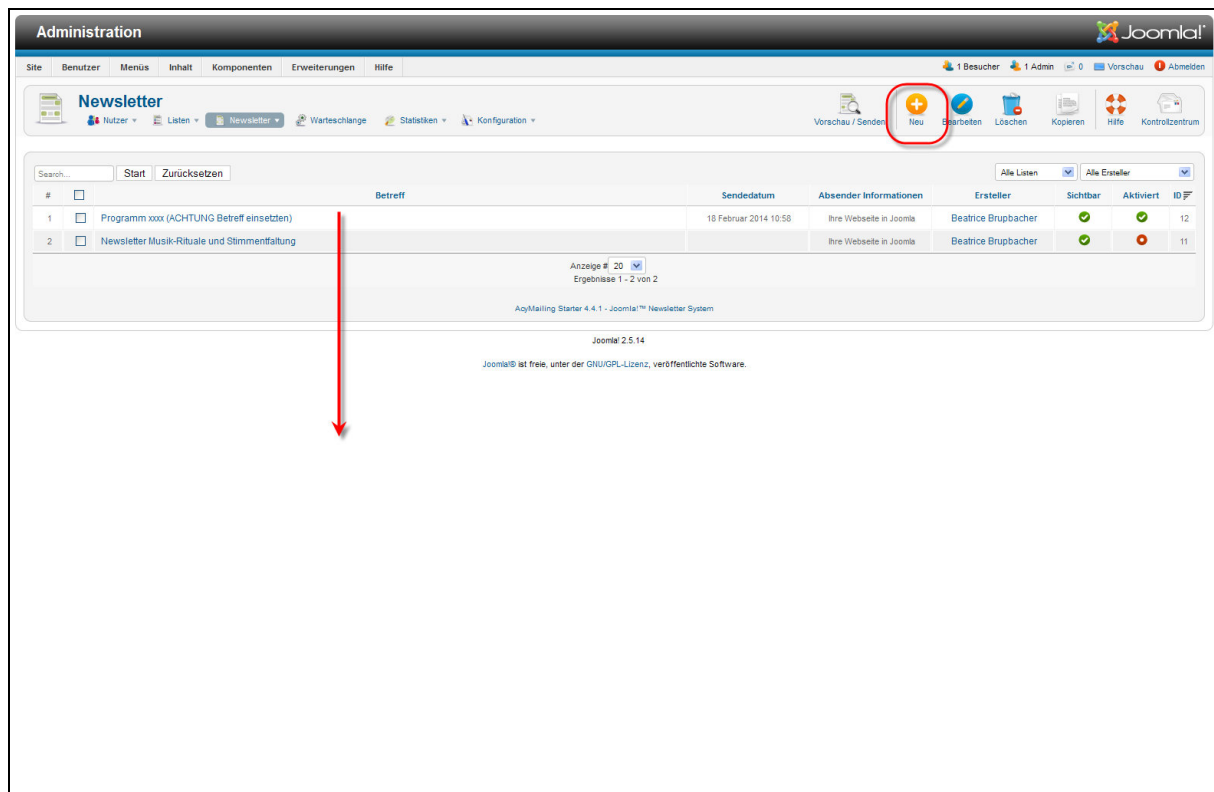 Administration
Joomla!
Site Benutzer Menüs Inhalt Komponenten Erweiterungen Hilfe
1 Besucher 1 Admin 0 Vorschau Abmelden
Newsletter
Nutzer Listen Newsletter Warteschlange Statistiken Konfiguration
Vorschau / Senden Neu Bearbeiten Löschen Kopieren Hilfe Kontrollzentrum
Search... Start Zurücksetzen Alle Listen Alle Ersteller
# Betreff Sendedatum Absender Informationen Ersteller Sichtbar Aktiviert ID
1 Programm xxxx (ACHTUNG Betreff einsetzten) 18 Februar 2014 10:58 Ihre Webseite in Joomla Beatrice Brupbacher 12
2 Newsletter Musik-Rituale und Stimmentfaltung Ihre Webseite in Joomla Beatrice Brupbacher 11
Anzeige # 20
Ergebnisse 1 - 2 von 2
AcyMailing Starter 4.4.1 - Joomla!™ Newsletter System
Joomla! 2.5.14
Joomla!® ist freie, unter der GNU/GPL-Lizenz, veröffentlichte Software.